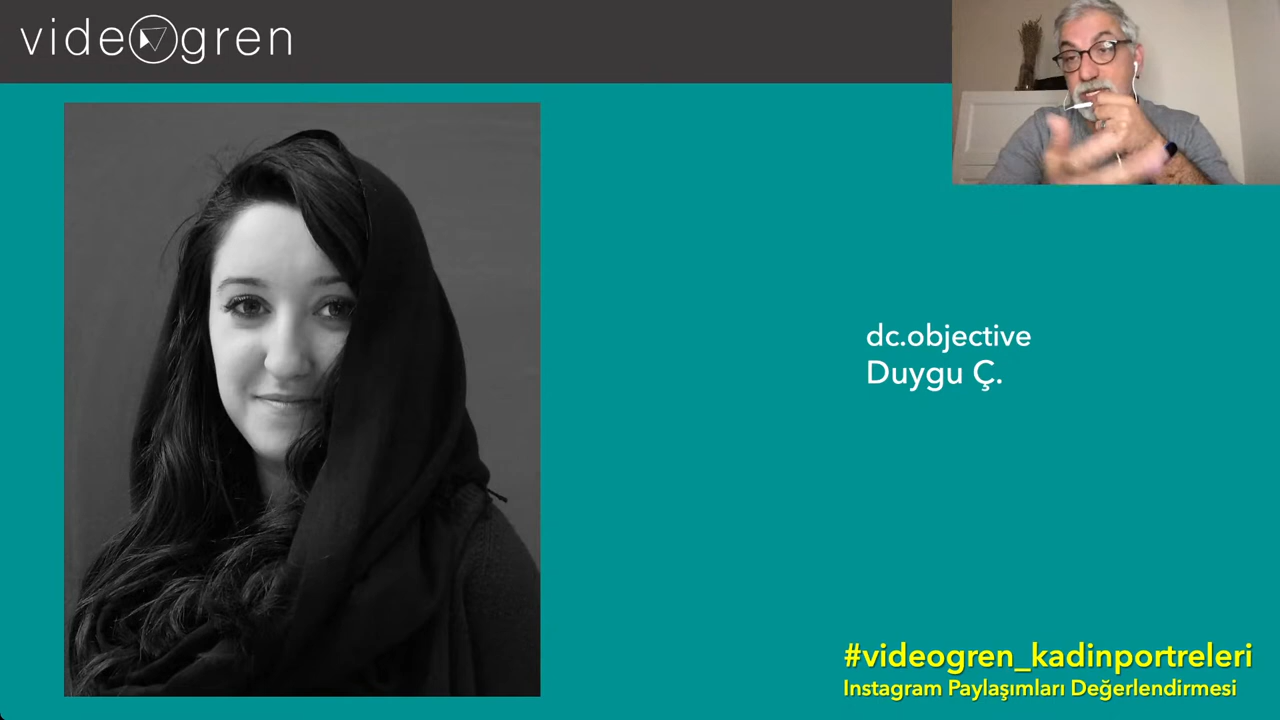 videogren
dc.objective
Duygu Ç.
#videogren_kadinportreleri
Instagram Paylaşımları Değerlendirmesi